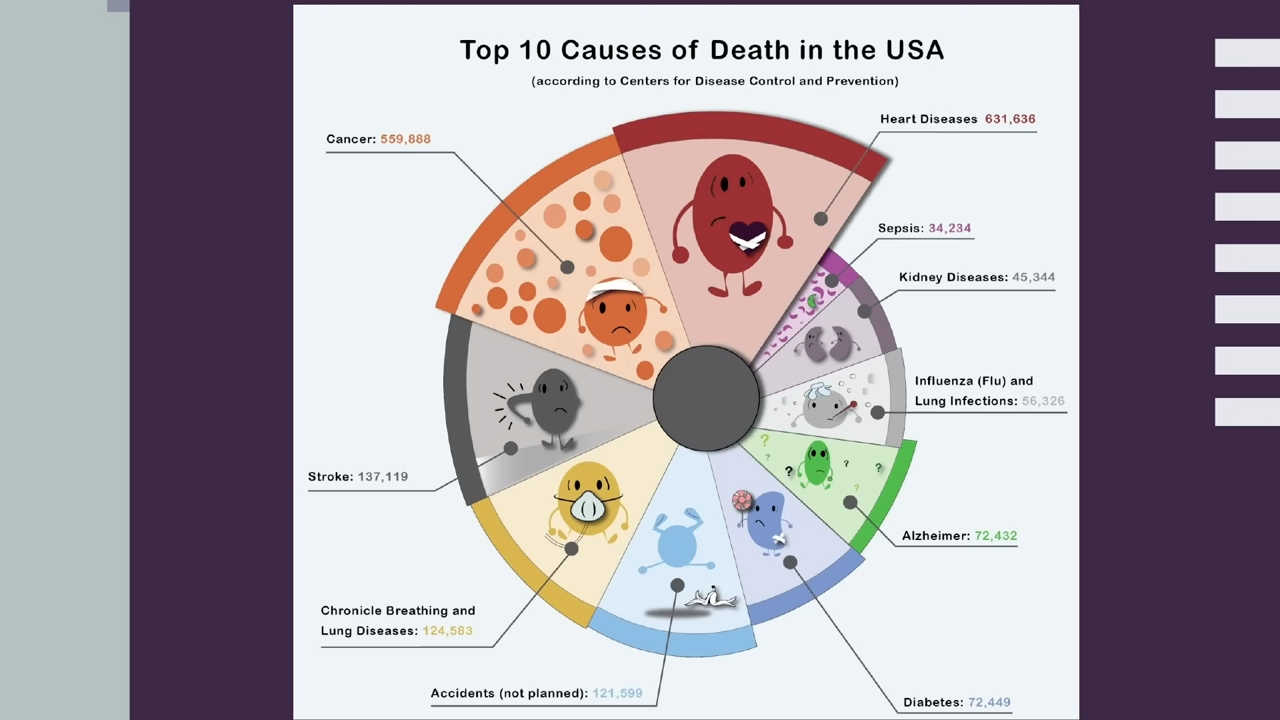 Top 10 Causes of Death in the USA
(according to Centers for Disease Control and Prevention)
Heart Diseases 631,636
Cancer: 559,888
Sepsis: 34,234
Kidney Diseases: 45,344
Influenza (Flu) and
Lung Infections: 56,326
Stroke: 137,119
Alzheimer: 72,432
Chronicle Breathing and
Lung Diseases: 124,583
Accidents (not planned): 121,599
Diabetes: 72,449